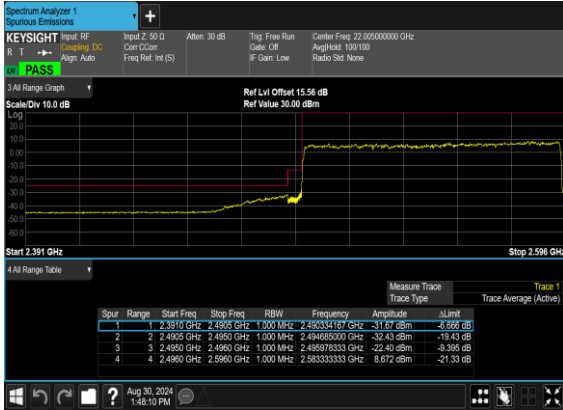 Spectrum Analyzer 1
Spurious Emissions
KEYSIGHT
R T
PASS
Input: RF
Coupling: DC
Align: Auto
Input Z: 50 Ω
Corr CCorr
Freq Ref: Int (S)
Atten: 30 dB
Trig: Free Run
Gate: Off
IF Gain: Low
Center Freq: 22.005000000 GHz
Avg|Hold: 100/100
Radio Std: None
3 All Range Graph
Scale/Div 10.0 dB
Ref Lvl Offset 15.56 dB
Ref Value 30.00 dBm
Log
20.0
10.0
0.00
-10.0
-20.0
-30.0
-40.0
-50.0
-60.0
Start 2.391 GHz
Stop 2.596 GHz
4 All Range Table
Measure Trace Trace 1
Trace Type Trace Average (Active)
Spur Range Start Freq Stop Freq RBW Frequency Amplitude ΔLimit
1 1 2.3910 GHz 2.4905 GHz 1.000 MHz 2.490334167 GHz -31.67 dBm -6.666 dB
2 2 2.4905 GHz 2.4950 GHz 1.000 MHz 2.494685000 GHz -32.43 dBm -19.43 dB
3 3 2.4950 GHz 2.4960 GHz 1.000 MHz 2.495978333 GHz -22.40 dBm -9.395 dB
4 4 2.4960 GHz 2.5960 GHz 1.000 MHz 2.583333333 GHz 8.672 dBm -21.33 dB
Aug 30, 2024
1:48:10 PM